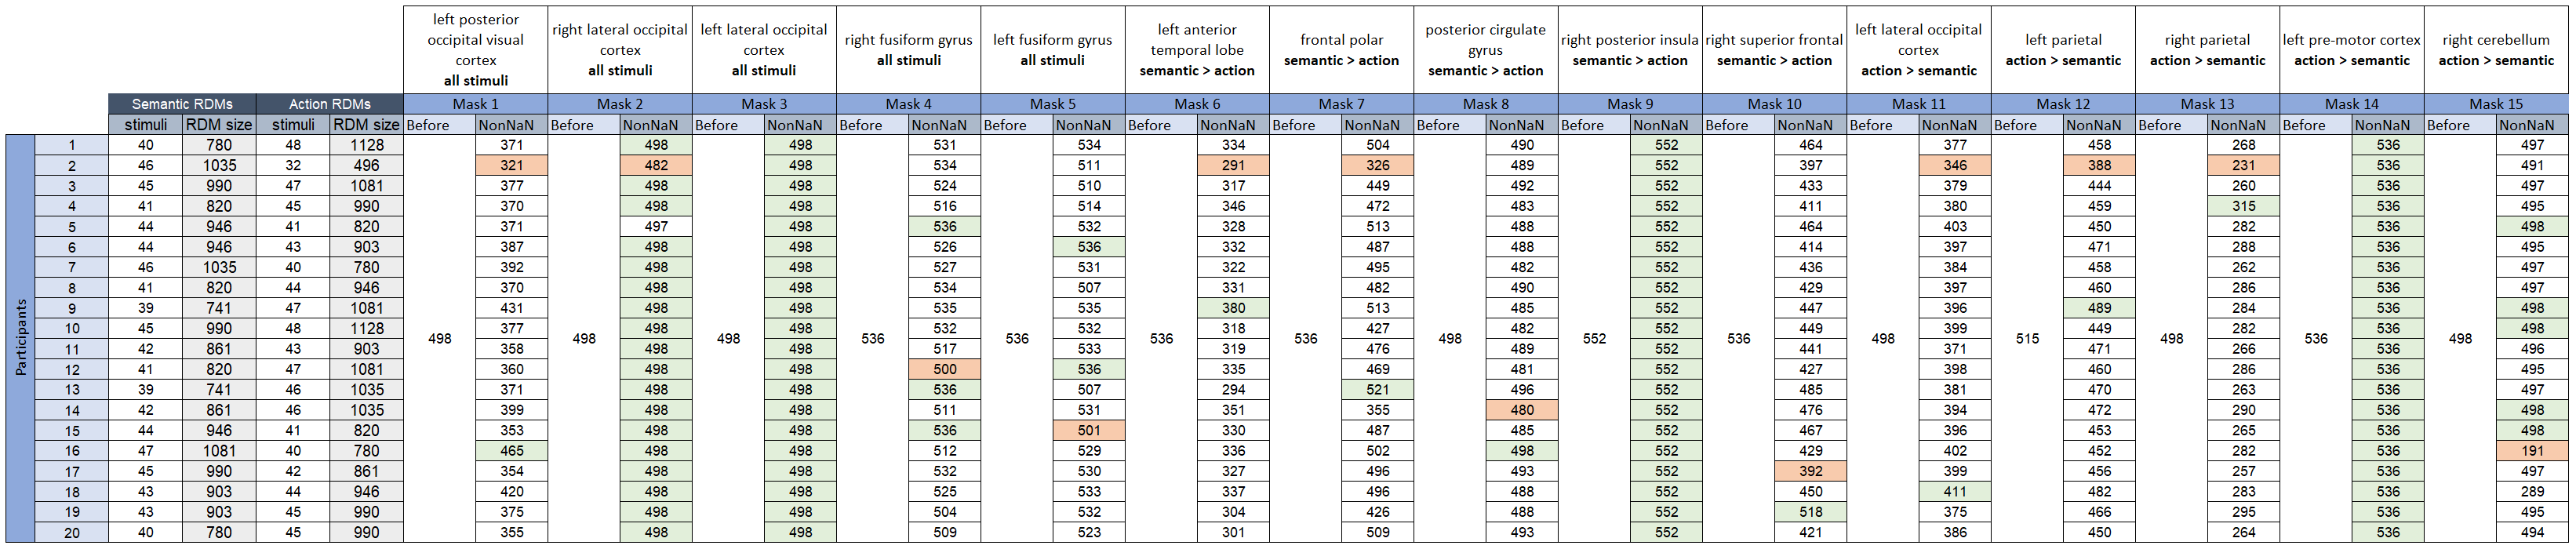 left posterior occipital visual cortex all stimuli	right lateral occipital cortex all stimuli	left lateral occipital cortex all stimuli	right fusiform gyrus all stimuli	left fusiform gyrus all stimuli	left anterior temporal lobe semantic > action	frontal polar semantic > action	posterior cirgulate gyrus semantic > action	right posterior insula semantic > action	right superior frontal semantic > action	left lateral occipital cortex action > semantic	left parietal action > semantic	right parietal action > semantic	left pre-motor cortex action > semantic	right cerebellum action > semantic
Semantic RDMs	Action RDMs	Mask 1	Mask 2	Mask 3	Mask 4	Mask 5	Mask 6	Mask 7	Mask 8	Mask 9	Mask 10	Mask 11	Mask 12	Mask 13	Mask 14	Mask 15
stimuli	RDM size	stimuli	RDM size	Before	NonNaN	Before	NonNaN	Before	NonNaN	Before	NonNaN	Before	NonNaN	Before	NonNaN	Before	NonNaN	Before	NonNaN	Before	NonNaN	Before	NonNaN	Before	NonNaN	Before	NonNaN	Before	NonNaN	Before	NonNaN	Before	NonNaN
Participants
1	40	780	48	1128	371	498	498	531	534	334	504	490	552	464	377	458	268	536	497
2	46	1035	32	496	321	482	498	534	511	291	326	489	552	397	346	388	231	536	491
3	45	990	47	1081	377	498	498	524	510	317	449	492	552	433	379	444	260	536	497
4	41	820	45	990	370	498	498	516	514	346	472	483	552	411	380	459	315	536	495
5	44	946	41	820	371	497	498	536	532	328	513	488	552	464	403	450	282	536	498
6	44	946	43	903	387	498	498	526	536	332	487	488	552	414	397	471	288	536	495
7	46	1035	40	780	392	498	498	527	531	322	495	482	552	436	384	458	262	536	497
8	41	820	44	946	370	498	498	534	507	331	482	490	552	429	397	460	286	536	497
9	39	741	47	1081	431	498	498	535	535	380	513	485	552	447	396	489	284	536	498
10	45	990	48	1128	377	498	498	532	532	318	427	482	552	449	399	449	282	536	498
498	498	498	536	536	536	536	498	552	536	498	515	498	536	498
11	42	861	43	903	358	498	498	517	533	319	476	489	552	441	371	471	266	536	496
12	41	820	47	1081	360	498	498	500	536	335	469	481	552	427	398	460	286	536	495
13	39	741	46	1035	371	498	498	536	507	294	521	496	552	485	381	470	263	536	497
14	42	861	46	1035	399	498	498	511	531	351	355	480	552	476	394	472	290	536	498
15	44	946	41	820	353	498	498	536	501	330	487	485	552	467	396	453	265	536	498
16	47	1081	40	780	465	498	498	512	529	336	502	498	552	429	402	452	282	536	191
17	45	990	42	861	354	498	498	532	530	327	496	493	552	392	399	456	257	536	497
18	43	903	44	946	420	498	498	525	533	337	496	488	552	450	411	482	283	536	289
19	43	903	45	990	375	498	498	504	532	304	426	488	552	518	375	466	295	536	495
20	40	780	45	990	355	498	498	509	523	301	509	493	552	421	386	450	264	536	494